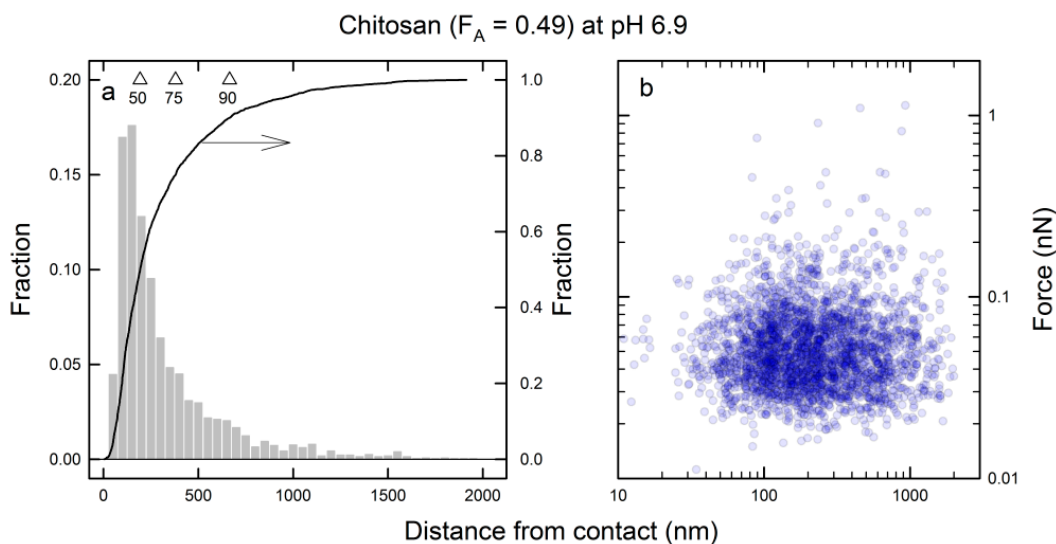 Chitosan (F_A = 0.49) at pH 6.9
a
50 75 90
0.20
0.15
0.10
0.05
0.00
Fraction
1.0
0.8
0.6
0.4
0.2
0.0
Fraction
0 500 1000 1500 2000
b
1
0.1
0.01
Force (nN)
10 100 1000
Distance from contact (nm)